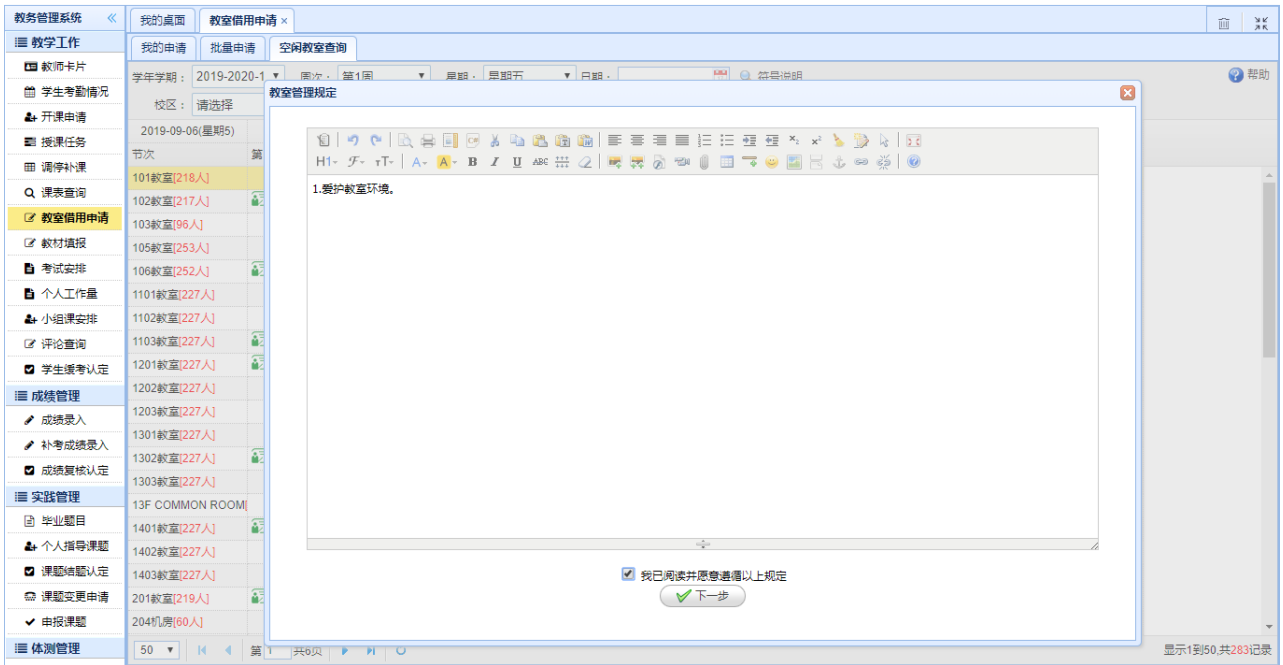 教务管理系统
我的桌面
教室借用申请 ×
教学工作
教师卡片
学生考勤情况
开课申请
授课任务
调停补课
课表查询
教室借用申请
教材填报
考试安排
个人工作量
小组课安排
评论查询
学生缓考认定
成绩管理
成绩录入
补考成绩录入
成绩复核认定
实践管理
毕业题目
个人指导课题
课题结题认定
课题变更申请
申报课题
体测管理
我的申请
批量申请
空闲教室查询
学年学期： 2019-2020-1 周次： 第1周 星期： 星期五 日期： 符号说明
帮助
校区： 请选择
2019-09-06(星期5)
节次 第
101教室[218人]
102教室[217人]
103教室[96人]
105教室[253人]
106教室[252人]
1101教室[227人]
1102教室[227人]
1103教室[227人]
1201教室[227人]
1202教室[227人]
1203教室[227人]
1301教室[227人]
1302教室[227人]
1303教室[227人]
13F COMMON ROOM[
1401教室[227人]
1402教室[227人]
1403教室[227人]
201教室[219人]
204机房[60人]
50 第 1 共6页
显示1到50,共283记录
教室管理规定
H1 F TT A A B I U ABC
1.爱护教室环境。
我已阅读并愿意遵循以上规定
下一步